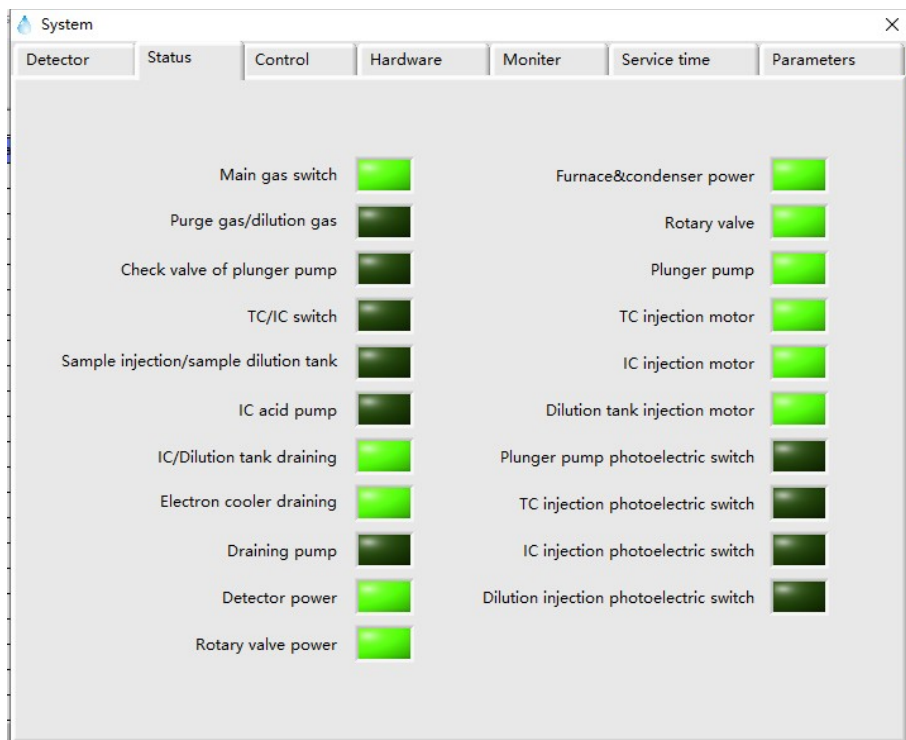 System
Detector
Status
Control
Hardware
Moniter
Service time
Parameters
Main gas switch
Purge gas/dilution gas
Check valve of plunger pump
TC/IC switch
Sample injection/sample dilution tank
IC acid pump
IC/Dilution tank draining
Electron cooler draining
Draining pump
Detector power
Rotary valve power
Furnace&condenser power
Rotary valve
Plunger pump
TC injection motor
IC injection motor
Dilution tank injection motor
Plunger pump photoelectric switch
TC injection photoelectric switch
IC injection photoelectric switch
Dilution injection photoelectric switch